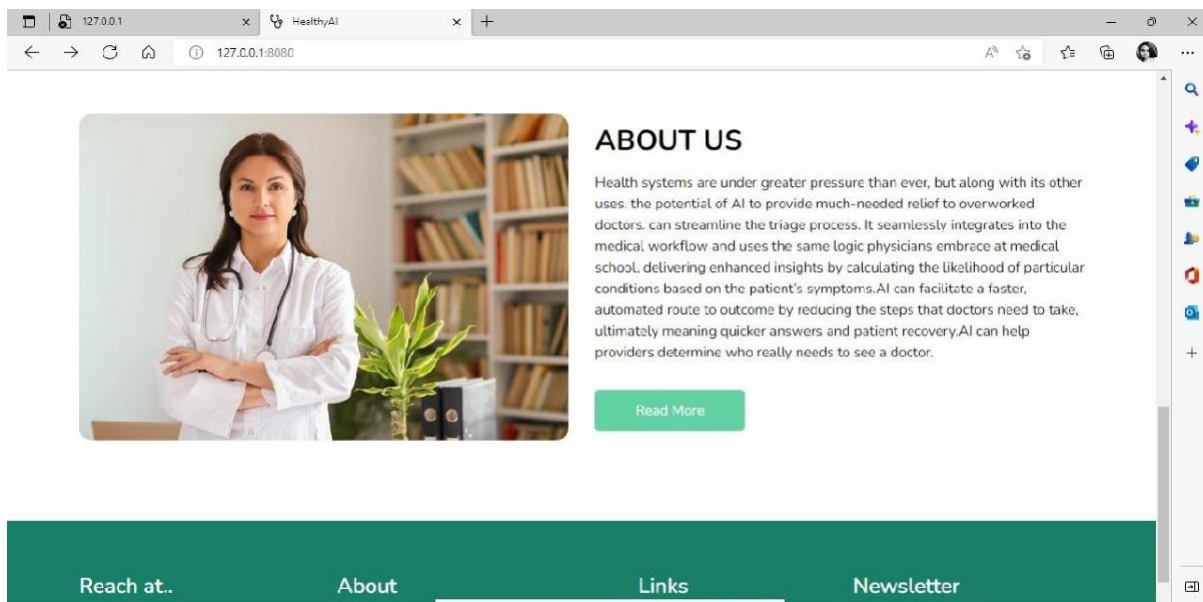 127.0.0.1
HealthyAI
127.0.0.1:8080
ABOUT US
Health systems are under greater pressure than ever, but along with its other
uses. the potential of AI to provide much-needed relief to overworked
doctors. can streamline the triage process. It seamlessly integrates into the
medical workflow and uses the same logic physicians embrace at medical
school, delivering enhanced insights by calculating the likelihood of particular
conditions based on the patient's symptoms.AI can facilitate a faster,
automated route to outcome by reducing the steps that doctors need to take,
ultimately meaning quicker answers and patient recovery.AI can help
providers determine who really needs to see a doctor.
Read More
Reach at..
About
Links
Newsletter